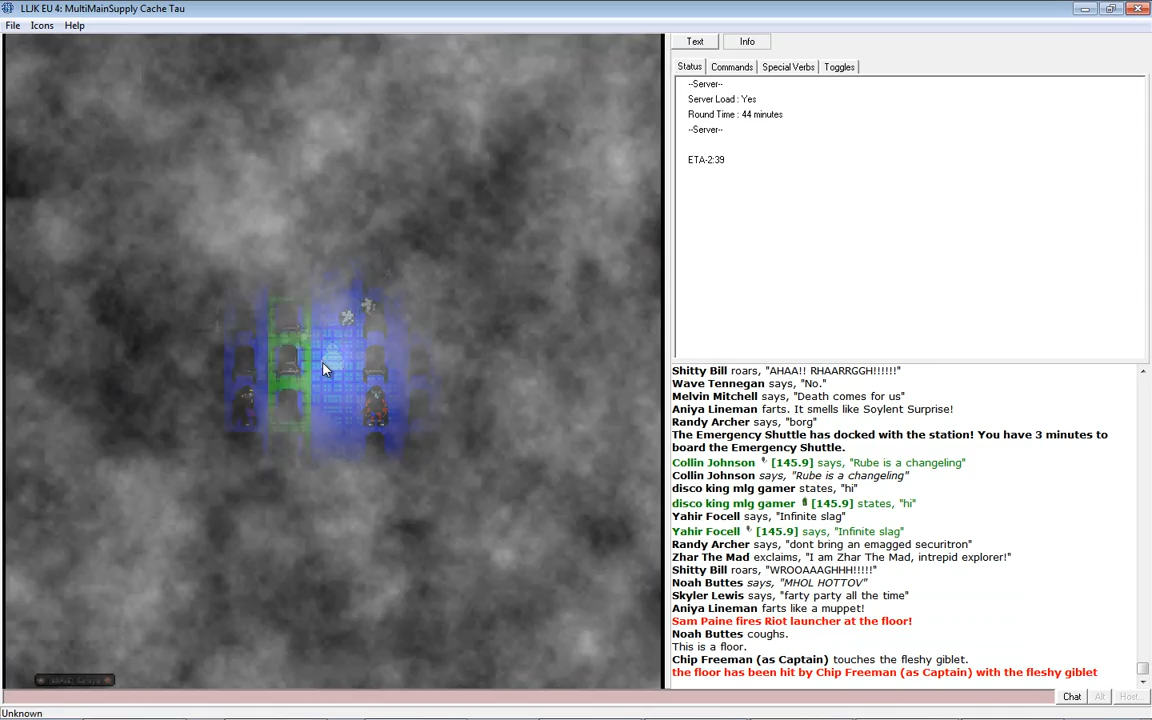 LLJK EU 4: MultiMainSupply Cache Tau
File Icons Help
Text Info
Status Commands Special Verbs Toggles
--Server--
Server Load : Yes
Round Time : 44 minutes
--Server--
ETA-2:39
Shitty Bill roars, "AHAA!! RHAARRGGH!!!!!!"
Wave Tennegan says, "No."
Melvin Mitchell says, "Death comes for us"
Aniya Lineman farts. It smells like Soylent Surprise!
Randy Archer says, "borg"
The Emergency Shuttle has docked with the station! You have 3 minutes to
board the Emergency Shuttle.
Collin Johnson [145.9] says, "Rube is a changeling"
Collin Johnson says, "Rube is a changeling"
disco king mlg gamer states, "hi"
disco king mlg gamer [145.9] states, "hi"
Yahir Focell says, "Infinite slag"
Yahir Focell [145.9] says, "Infinite slag"
Randy Archer says, "dont bring an emagged securitron"
Zhar The Mad exclaims, "I am Zhar The Mad, intrepid explorer!"
Shitty Bill roars, "WROOAAAGHHH!!!!!"
Noah Buttes says, "MHOL HOTTOV"
Skyler Lewis says, "farty party all the time"
Aniya Lineman farts like a muppet!
Sam Paine fires Riot launcher at the floor!
Noah Buttes coughs.
This is a floor.
Chip Freeman (as Captain) touches the fleshy giblet.
the floor has been hit by Chip Freeman (as Captain) with the fleshy giblet
Chat Alt Host
Unknown